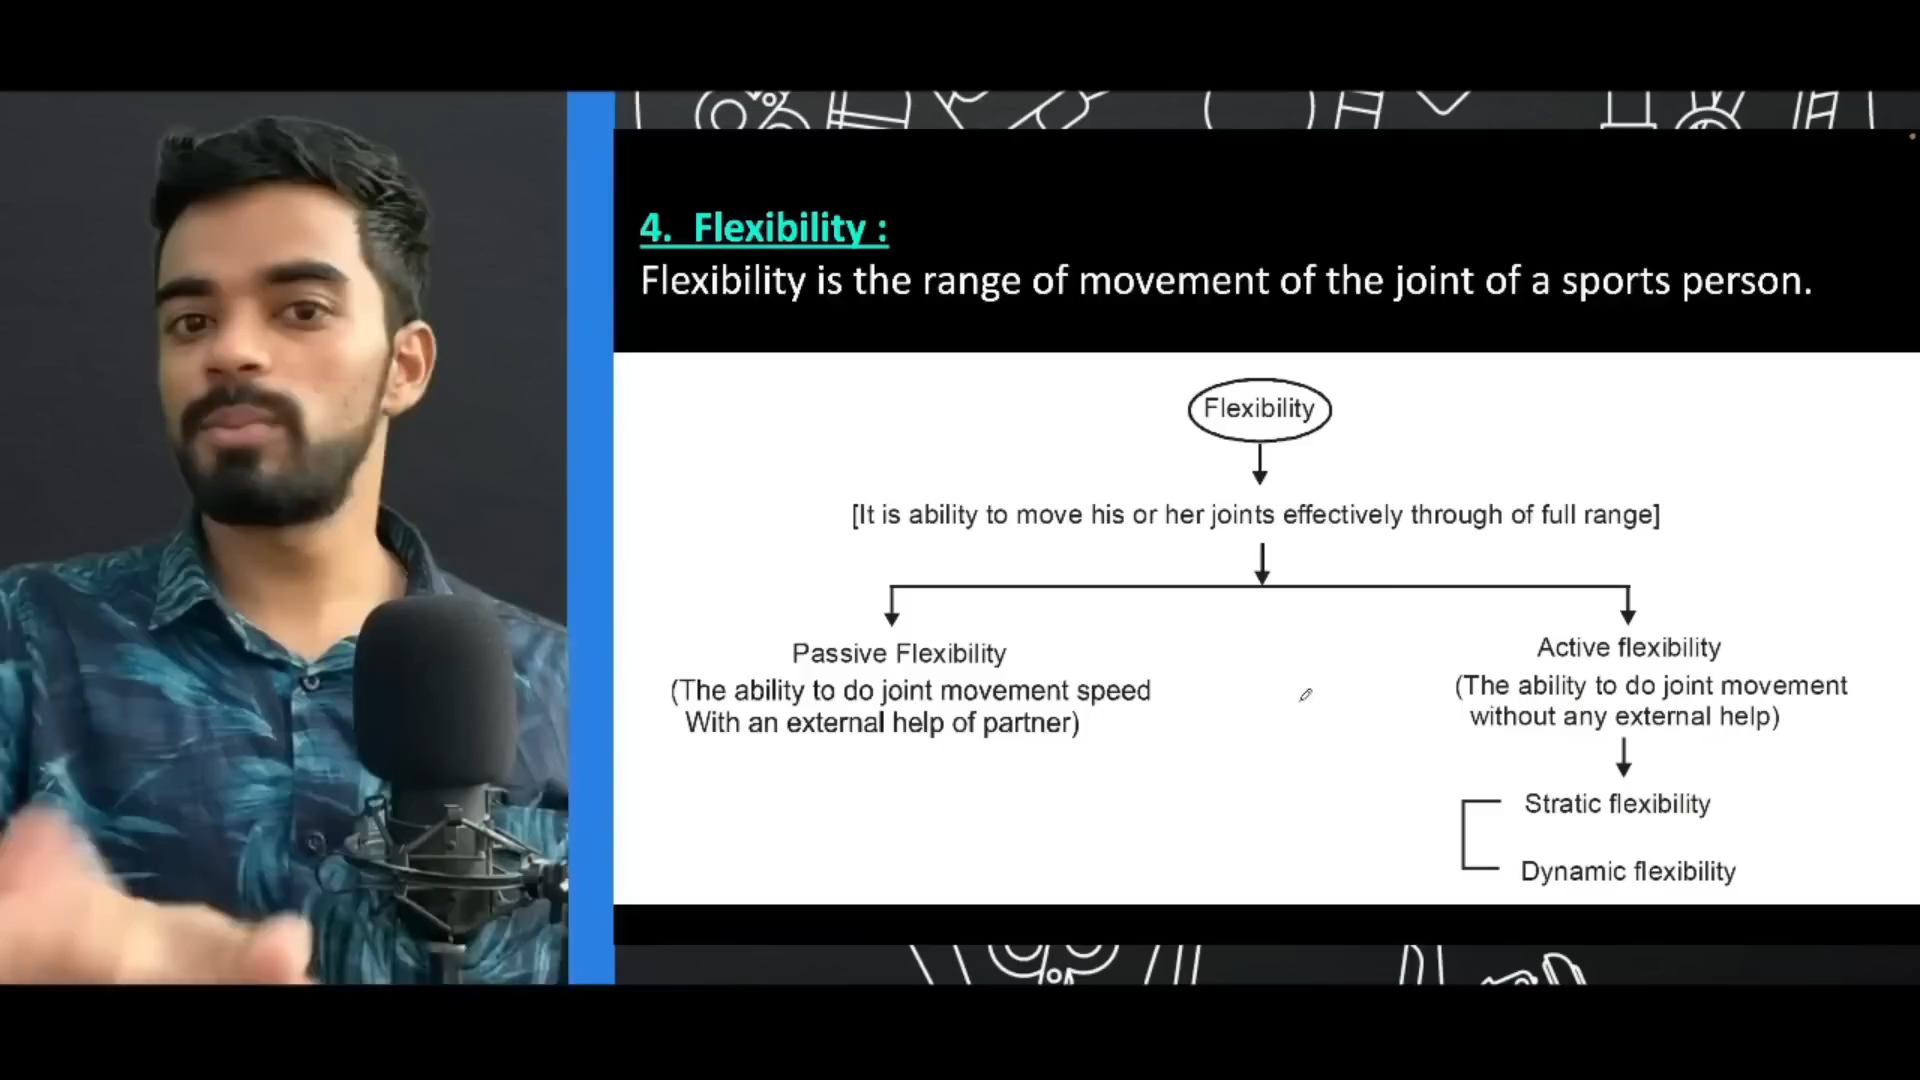 4. Flexibility :
Flexibility is the range of movement of the joint of a sports person.
Flexibility
[It is ability to move his or her joints effectively through of full range]
Passive Flexibility
(The ability to do joint movement speed
With an external help of partner)
Active flexibility
(The ability to do joint movement
without any external help)
Stratic flexibility
Dynamic flexibility